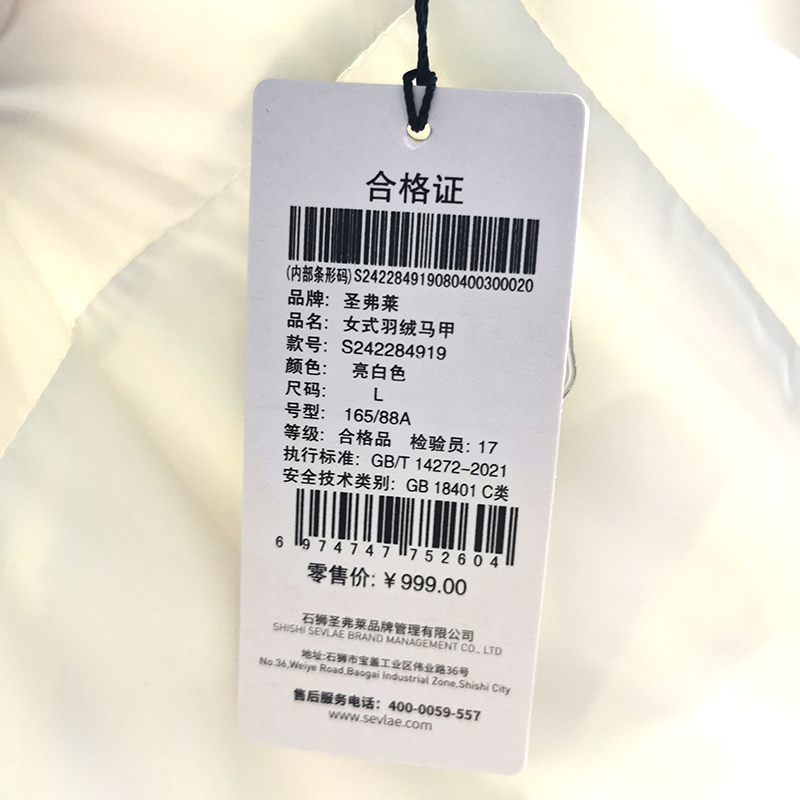 合格证
(内部条形码)S242284919080400300020
品牌: 圣弗莱
品名: 女式羽绒马甲
款号: S242284919
颜色: 亮白色
尺码: L
号型: 165/88A
等级: 合格品 检验员: 17
执行标准: GB/T 14272-2021
安全技术类别: GB 18401 C类
6 974747 752604
零售价: ¥999.00
石狮圣弗莱品牌管理有限公司
SHISHI SEVLAE BRAND MANAGEMENT CO., LTD
地址:石狮市宝盖工业区伟业路36号
No.36,Weiye Road,Baogai Industrial Zone,Shishi City
售后服务电话: 400-0059-557
www.sevlae.com